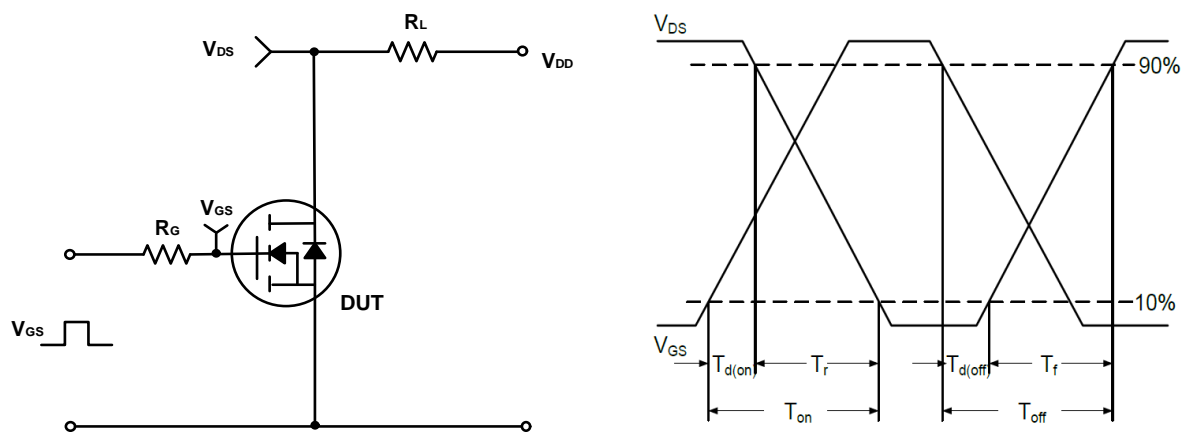 RL
VDS
VDD
VGS
RG
DUT
VGS
VDS
90%
10%
VGS
Td(on)
Tr
Td(off)
Tf
Ton
Toff